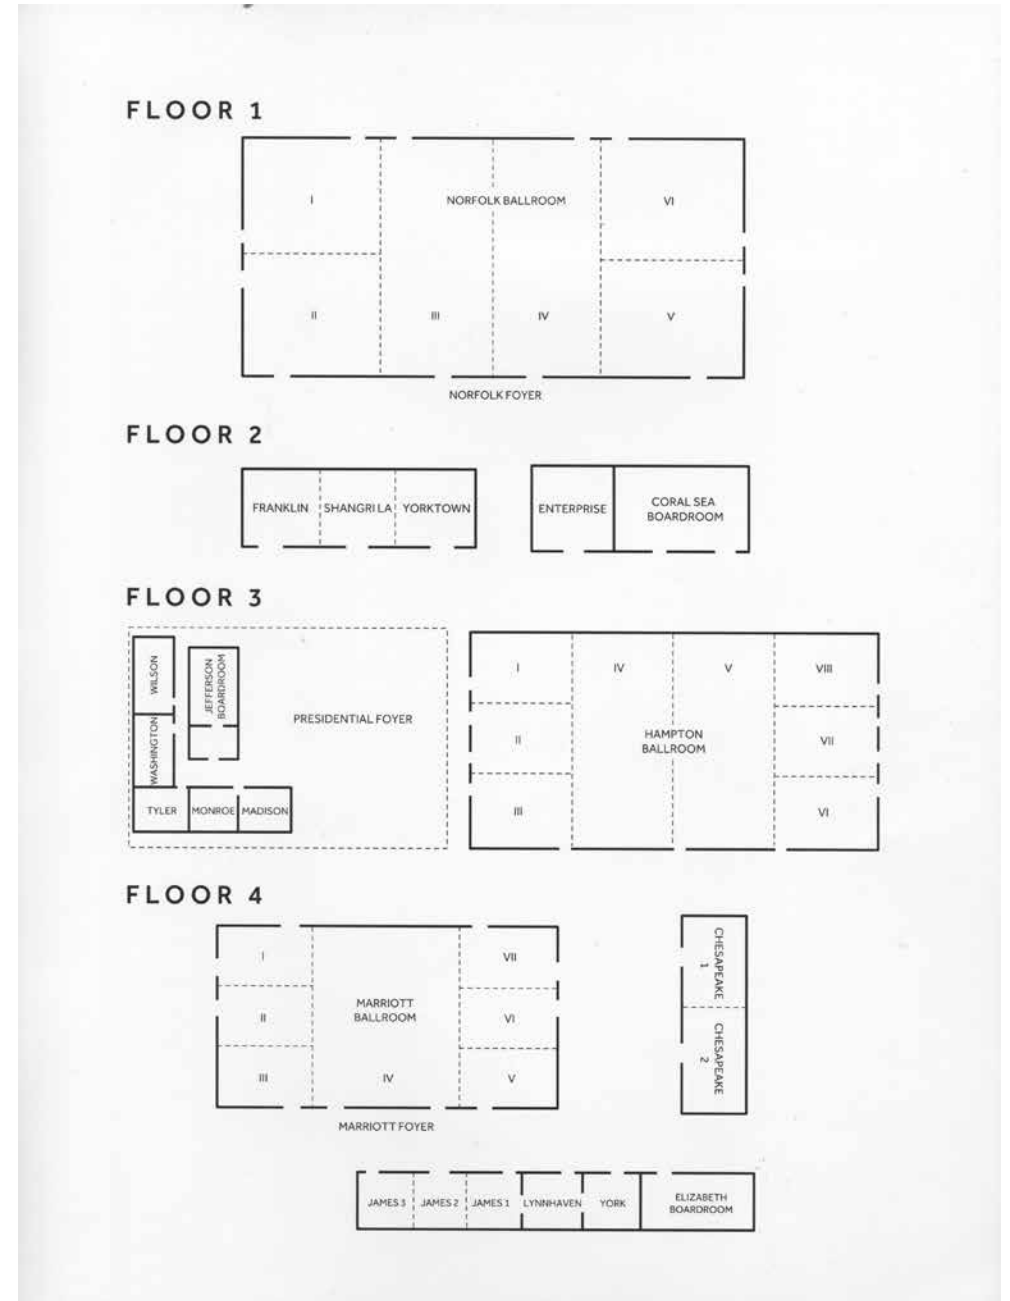 FLOOR 1
I
NORFOLK BALLROOM
VI
II
III
IV
V
NORFOLK FOYER
FLOOR 2
FRANKLIN
SHANGRI LA
YORKTOWN
ENTERPRISE
CORAL SEA
BOARDROOM
FLOOR 3
WILSON
JEFFERSON
BOARDROOM
WASHINGTON
PRESIDENTIAL FOYER
TYLER
MONROE
MADISON
I
IV
V
VIII
II
HAMPTON
BALLROOM
VII
III
VI
FLOOR 4
I
VII
MARRIOTT
BALLROOM
II
VI
III
IV
V
MARRIOTT FOYER
CHESAPEAKE
1
CHESAPEAKE
2
JAMES 3
JAMES 2
JAMES 1
LYNNHAVEN
YORK
ELIZABETH
BOARDROOM